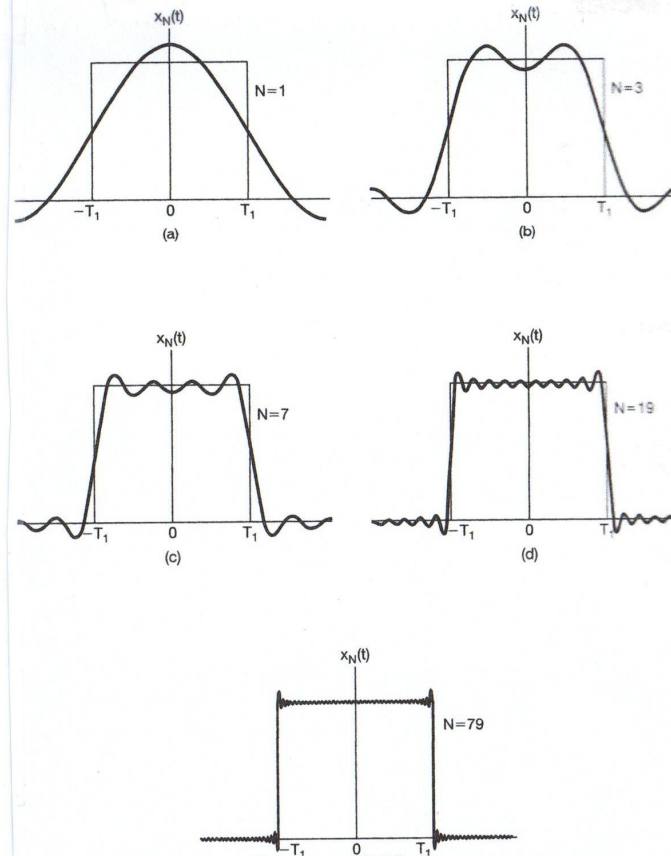 x_N(t)
N=1
−T₁ 0 T₁
(a)
x_N(t)
N=3
−T₁ 0 T₁
(b)
x_N(t)
N=7
−T₁ 0 T₁
(c)
x_N(t)
N=19
−T₁ 0 T₁
(d)
x_N(t)
N=79
−T₁ 0 T₁